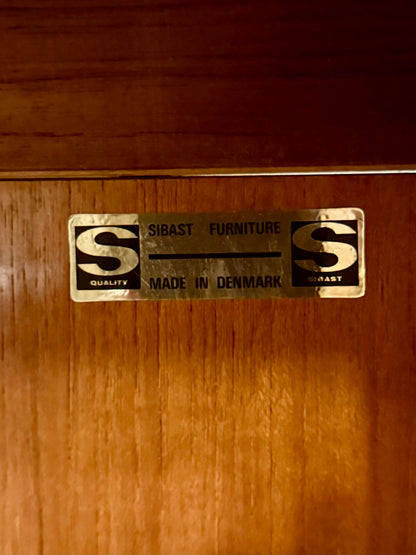 SIBAST FURNITURE
MADE IN DENMARK
S
QUALITY
S
SIBAST